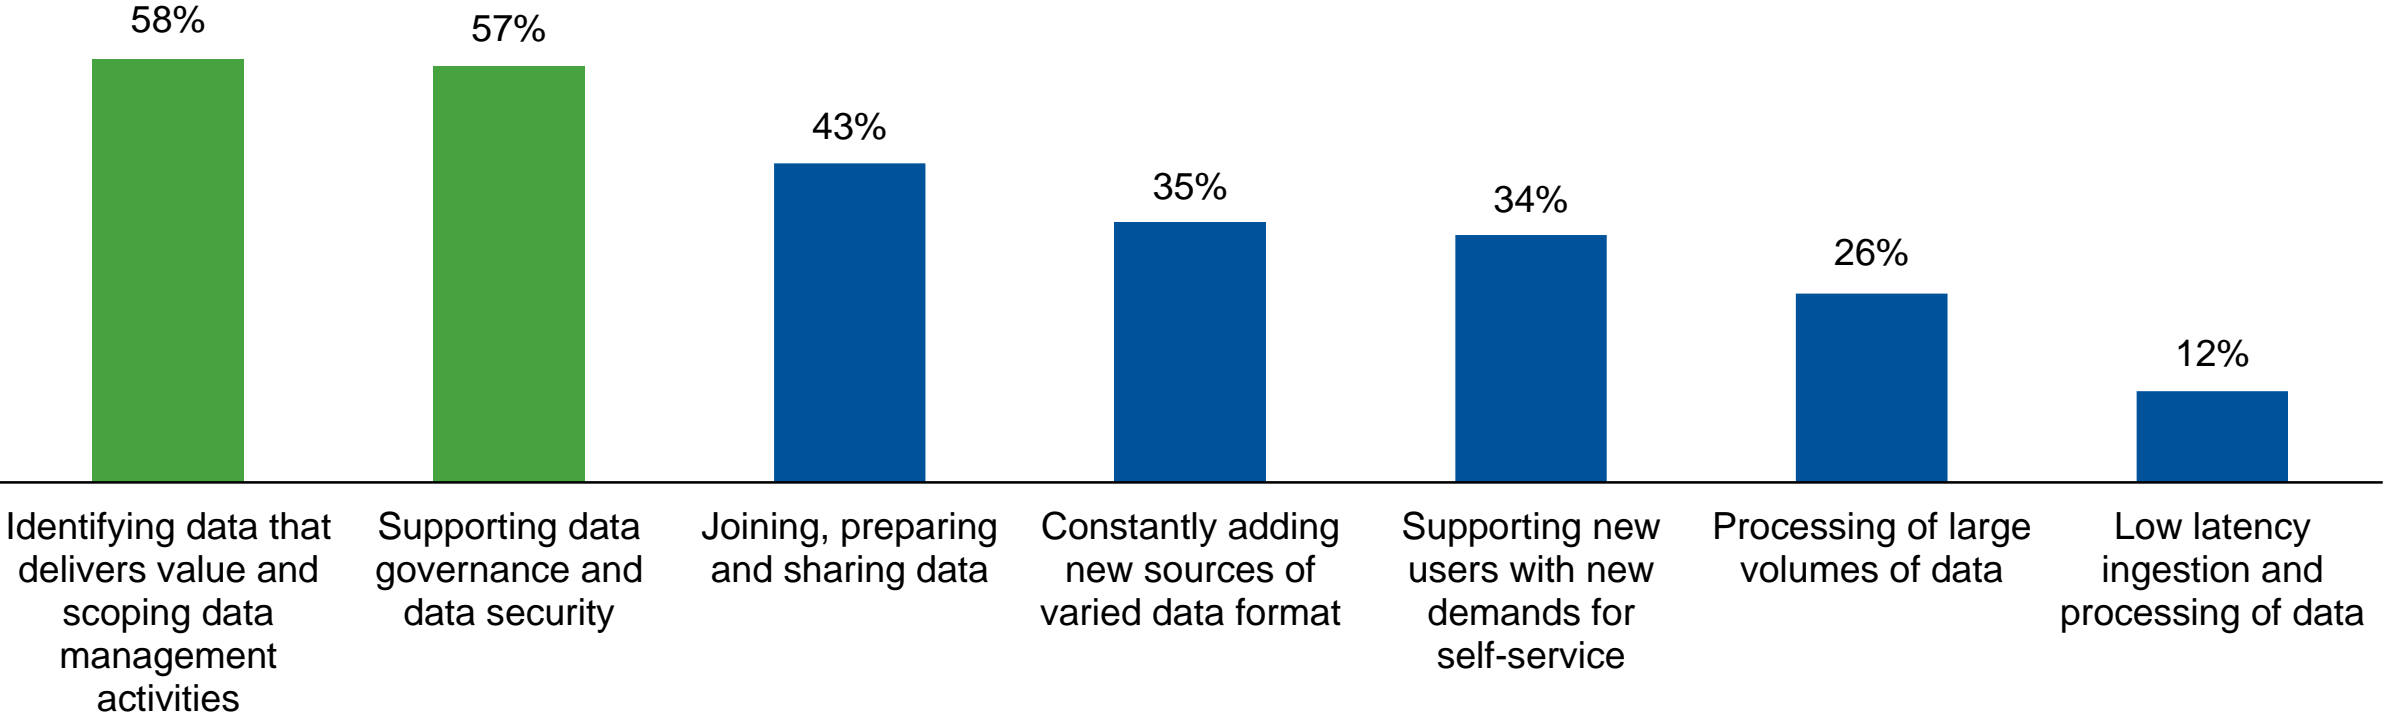 58%
57%
43%
35%
34%
26%
12%
Identifying data that
delivers value and
scoping data
management
activities
Supporting data
governance and
data security
Joining, preparing
and sharing data
Constantly adding
new sources of
varied data format
Supporting new
users with new
demands for
self-service
Processing of large
volumes of data
Low latency
ingestion and
processing of data